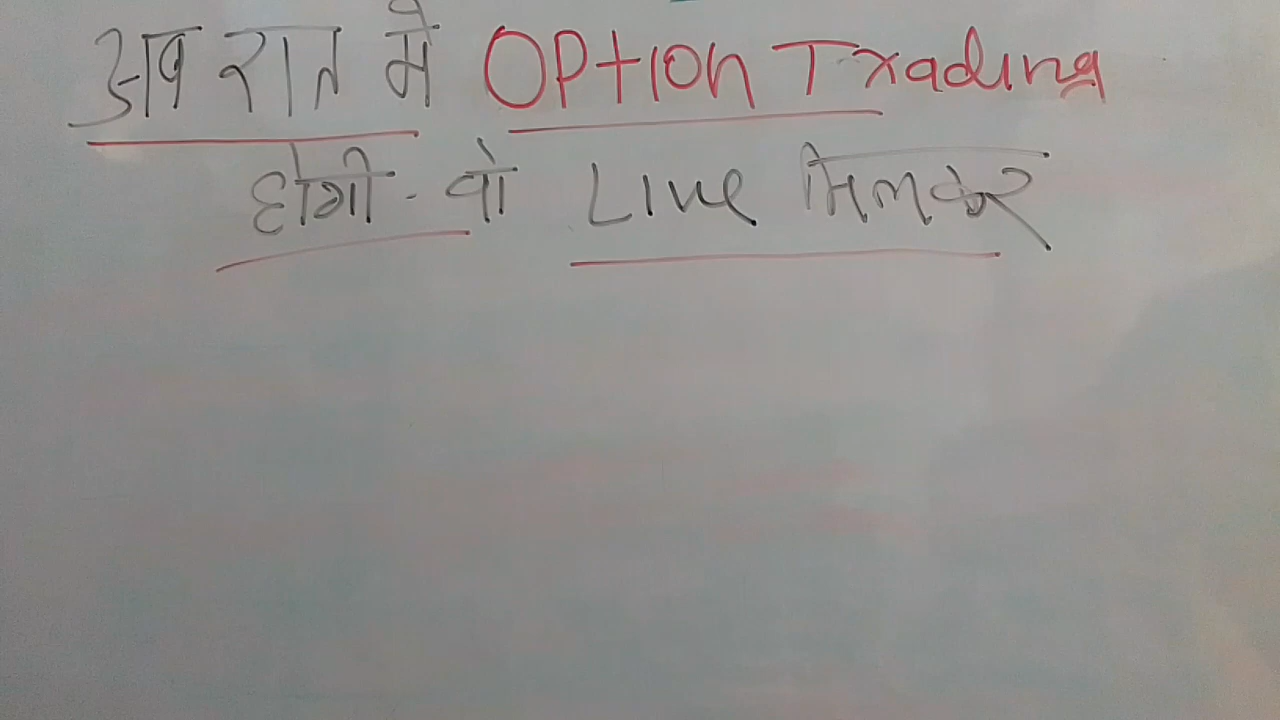 अब रात में Option Trading
होगी - वो Live मिलकर